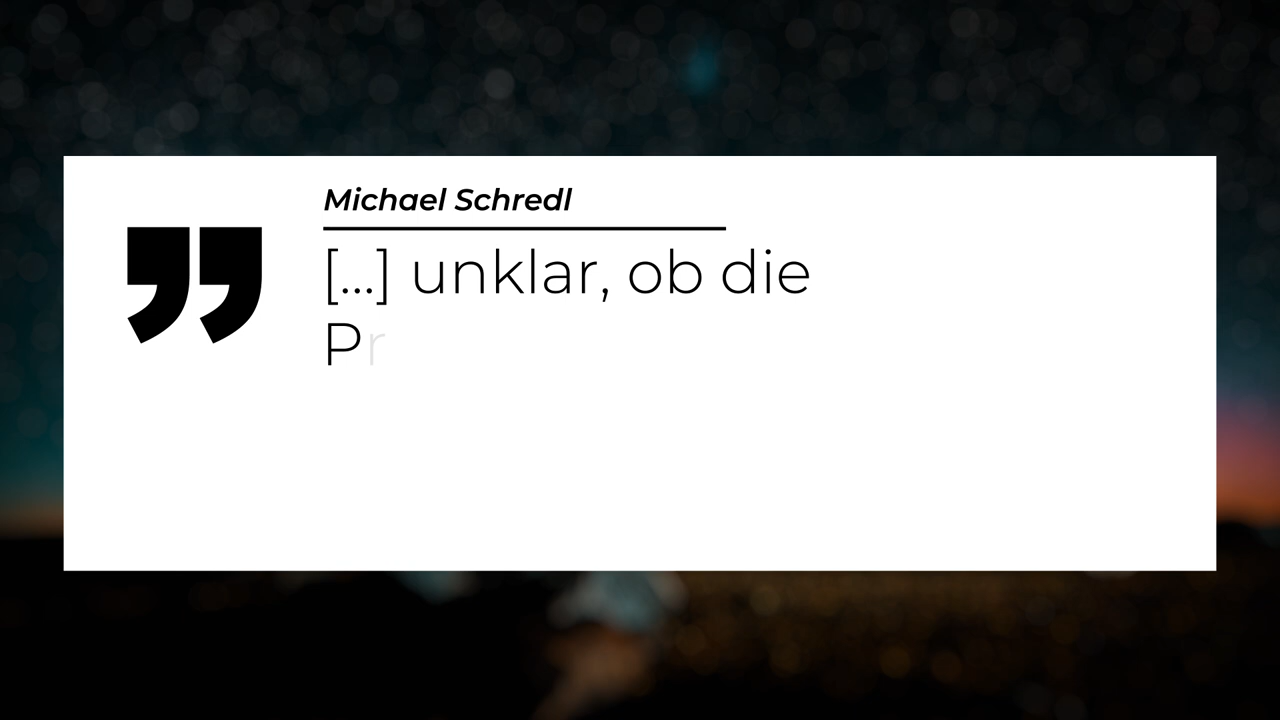 Michael Schredl
[...] unklar, ob die
Pr